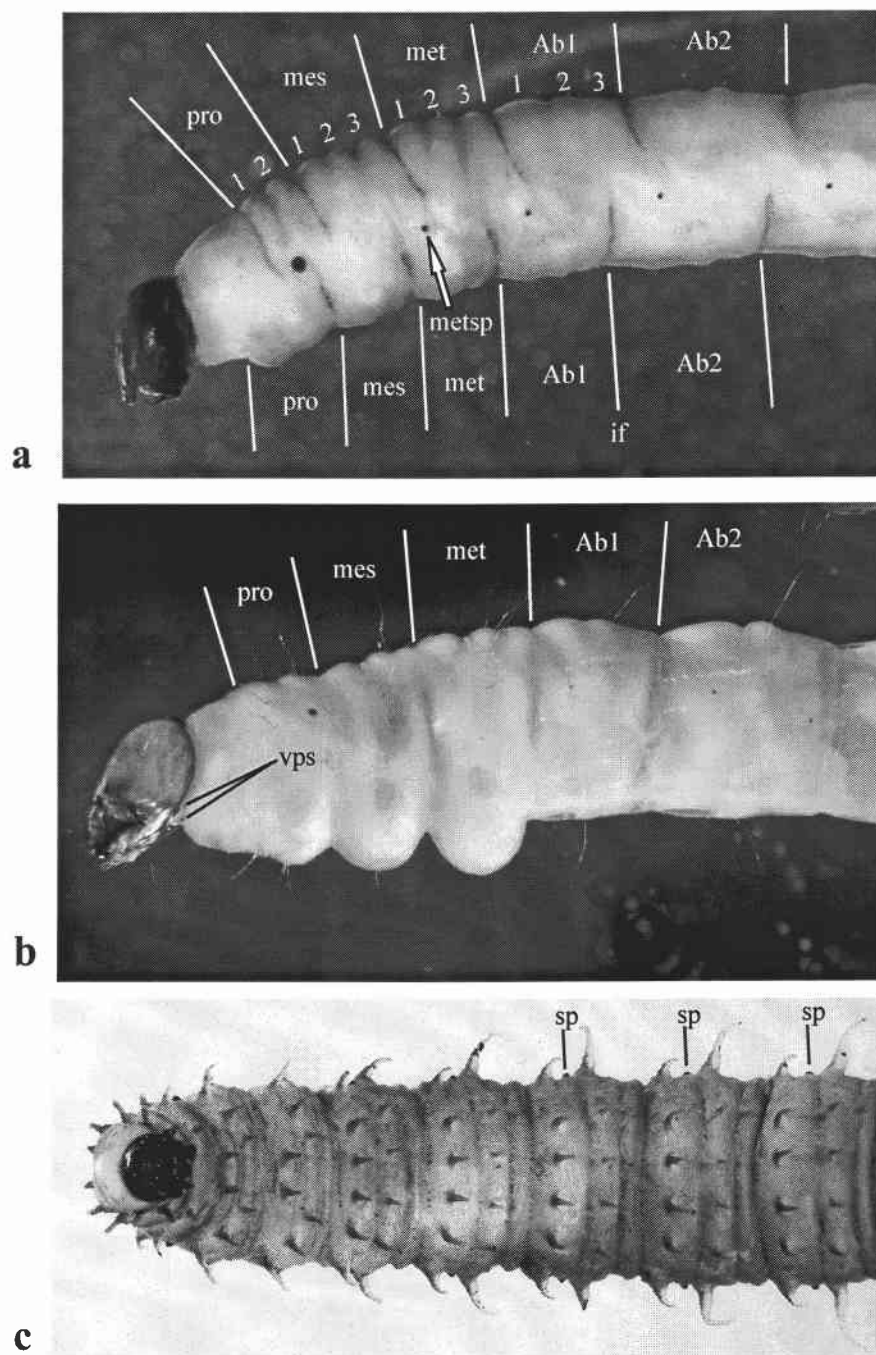 met Ab1 Ab2
mes
pro
1 2 1 2 3 1 2 3 1 2 3
metsp
pro mes met Ab1 Ab2
if
a
pro mes met Ab1 Ab2
vps
b
sp sp sp
c